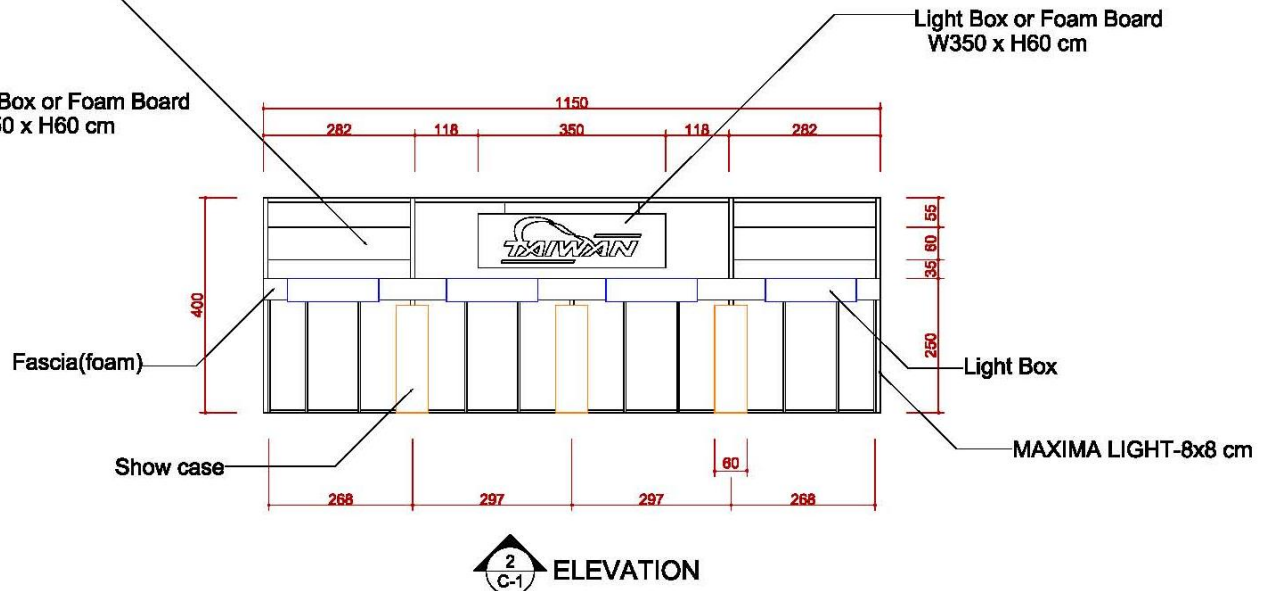 Light Box or Foam Board
W350 x H60 cm
Box or Foam Board
50 x H60 cm
1150
282
118
350
118
282
TAIWAN
55
60
35
250
400
Fascia(foam)
Light Box
Show case
MAXIMA LIGHT-8x8 cm
60
268
297
297
268
2
C-1
ELEVATION